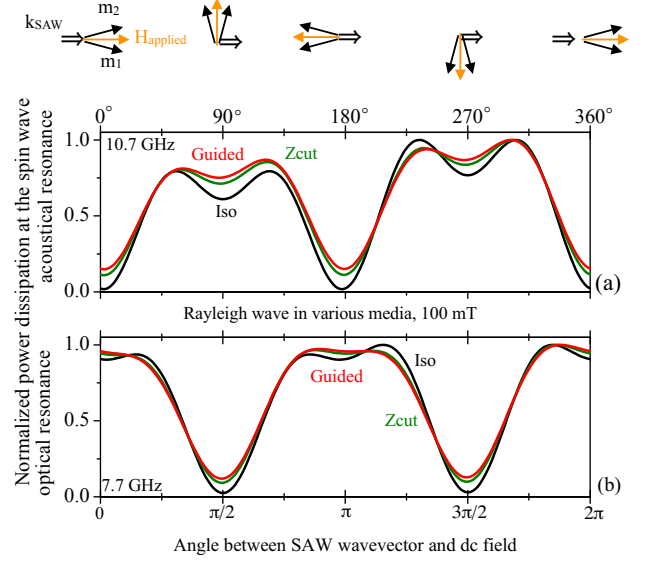 k_SAW m₂
H_applied
m₁
0° 90° 180° 270° 360°
Normalized power dissipation at the spin wave
acoustical resonance
optical resonance
1.0
10.7 GHz
Guided
Zcut
0.5
Iso
0.0
(a)
Rayleigh wave in various media, 100 mT
1.0
Iso
Guided
0.5
Zcut
7.7 GHz
(b)
0.0
0 π/2 π 3π/2 2π
Angle between SAW wavevector and dc field